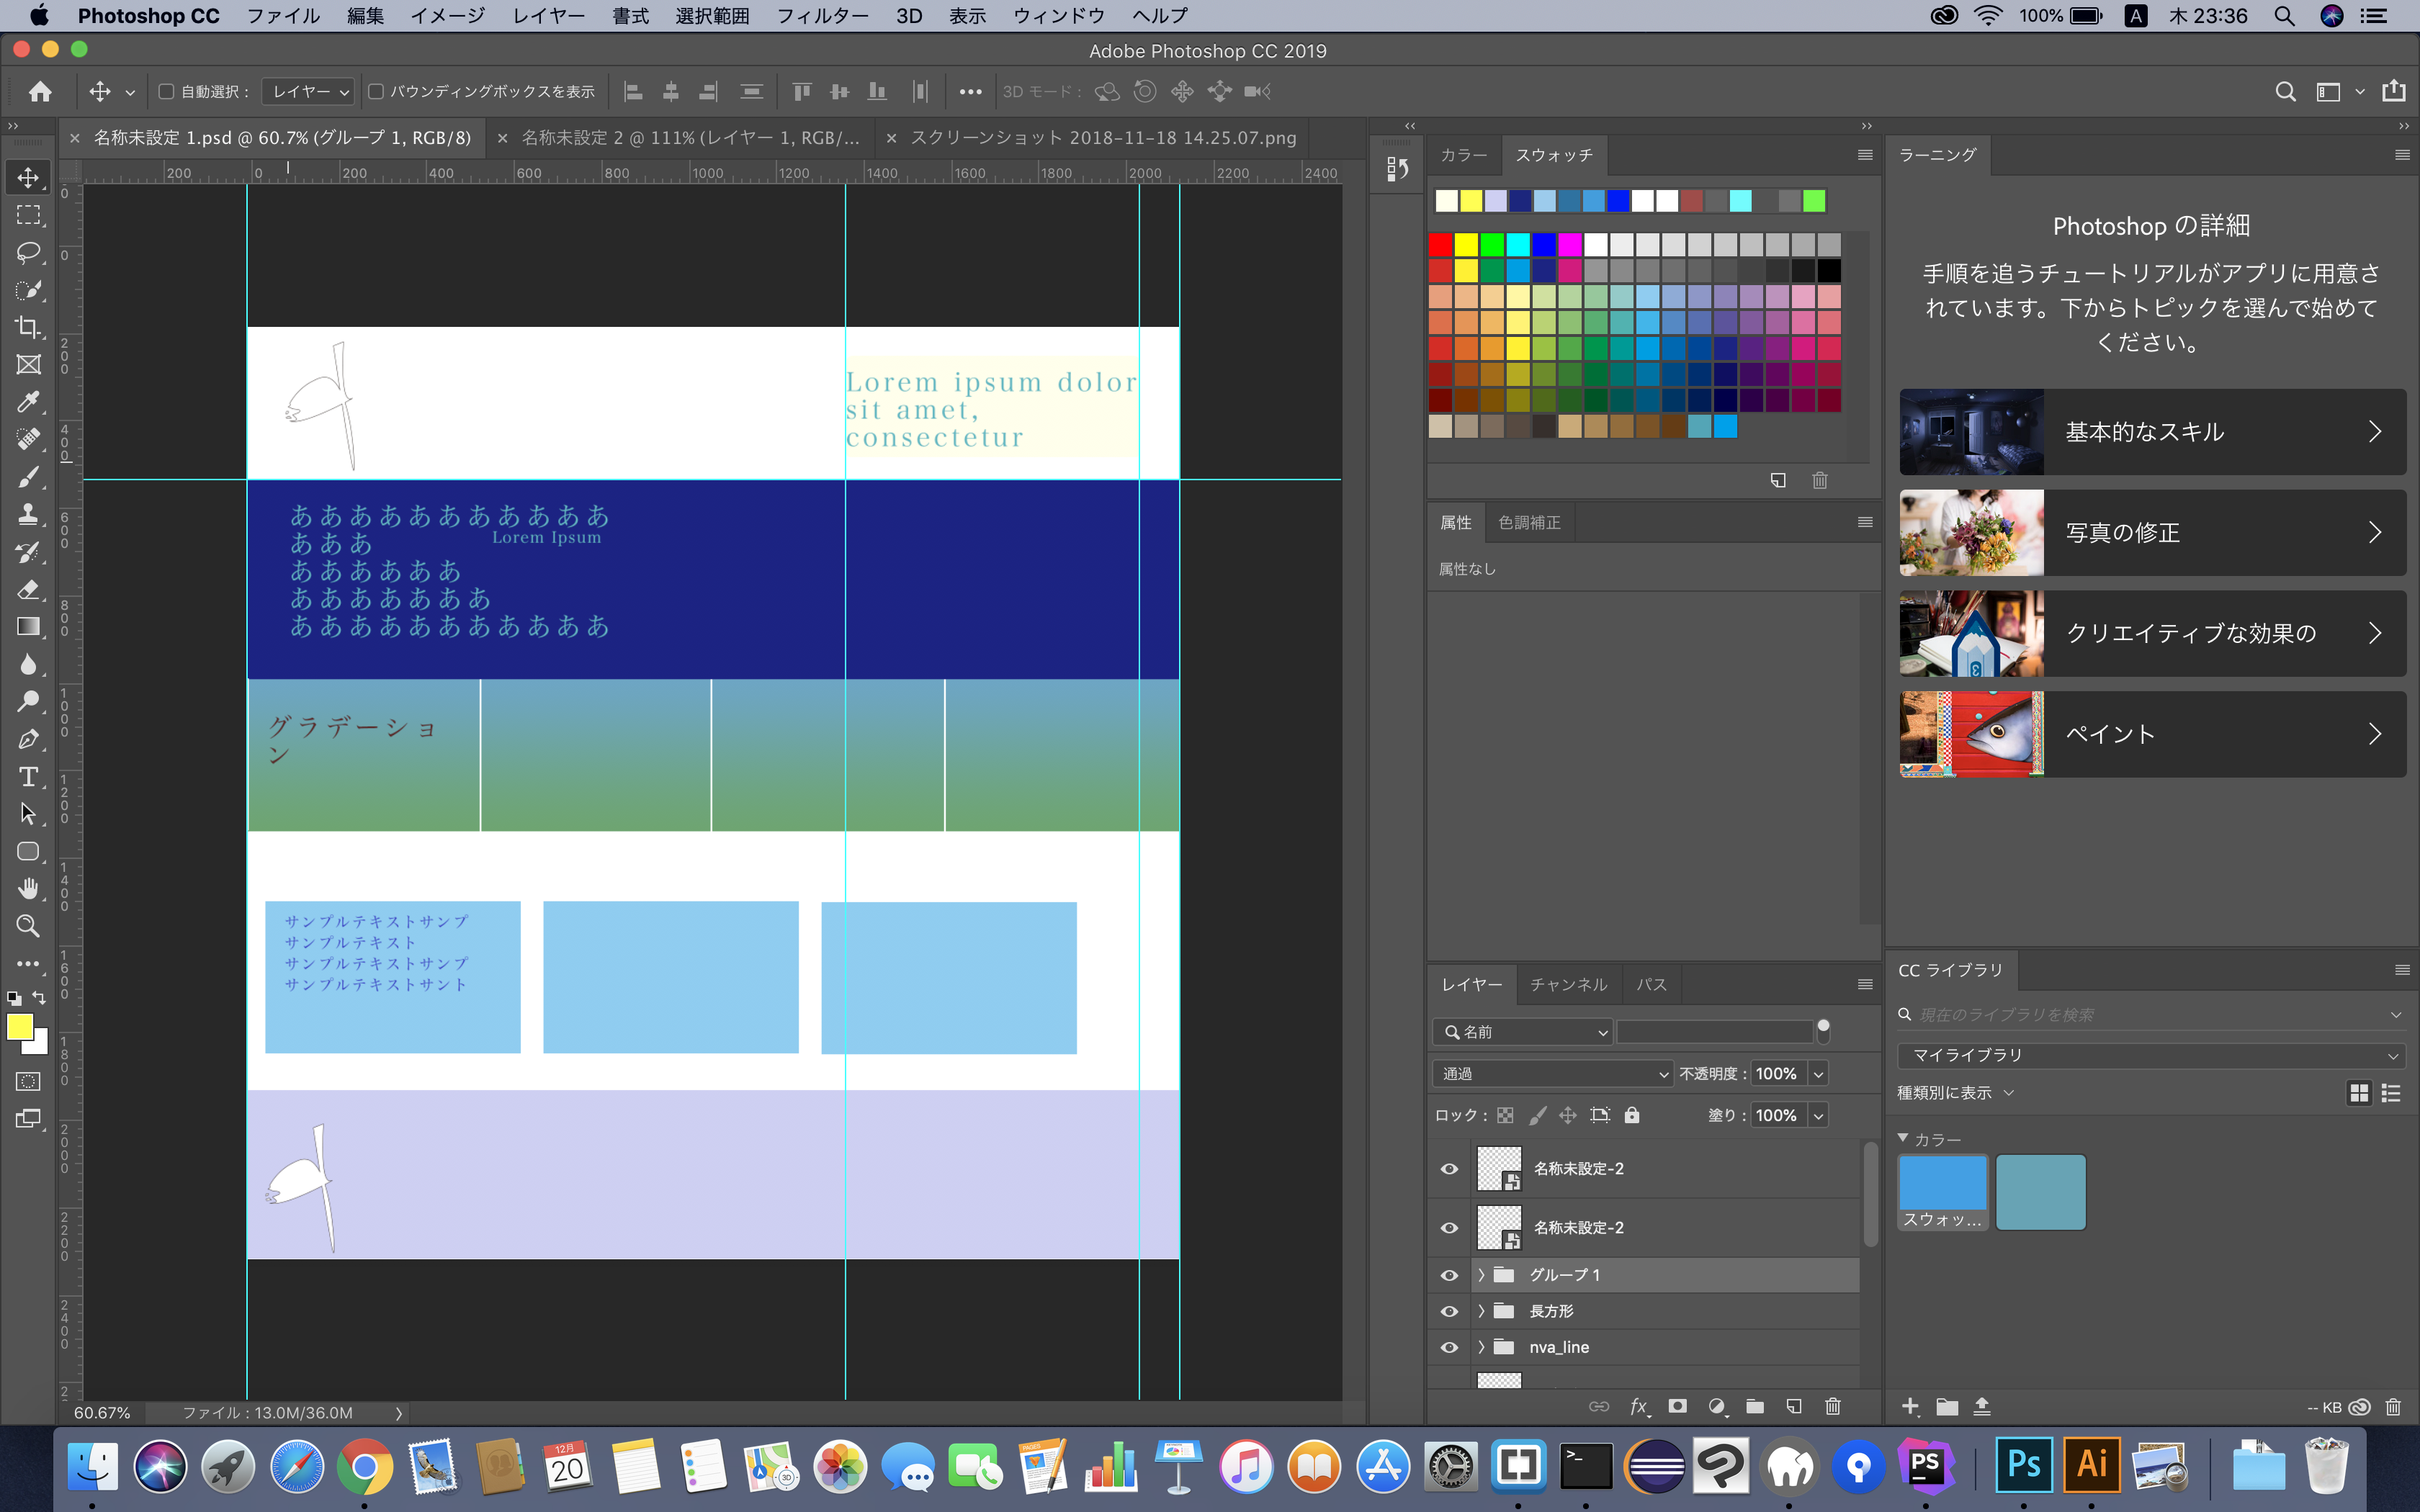 Photoshop CC ファイル 編集 イメージ レイヤー 書式 選択範囲 フィルター 3D 表示 ウィンドウ ヘルプ 100% A 木 23:36
Adobe Photoshop CC 2019
自動選択 : レイヤー バウンディングボックスを表示 3D モード :
名称未設定 1.psd @ 60.7% (グループ 1, RGB/8) 名称未設定 2 @ 111% (レイヤー 1, RGB/... スクリーンショット 2018-11-18 14.25.07.png
200 0 200 400 600 800 1000 1200 1400 1600 1800 2000 2200 2400
0
0
200
400
600
800
1000
1200
1400
1600
1800
2000
2200
2400
2
Lorem ipsum dolor
sit amet,
consectetur
あああああああああああ
あああ
Lorem Ipsum
ああああああ
あああああああ
あああああああああああ
グラデーショ
ン
サンプルテキストサンプ
サンプルテキスト
サンプルテキストサンプ
サンプルテキストサント
60.67% ファイル : 13.0M/36.0M
カラー スウォッチ
属性 色調補正
属性なし
レイヤー チャンネル パス
名前
通過 不透明度 : 100%
ロック : 塗り : 100%
名称未設定-2
名称未設定-2
グループ 1
長方形
nva_line
fx
ラーニング
Photoshop の詳細
手順を追うチュートリアルがアプリに用意さ
れています。下からトピックを選んで始めて
ください。
基本的なスキル
写真の修正
クリエイティブな効果の
ペイント
CC ライブラリ
現在のライブラリを検索
マイライブラリ
種類別に表示
カラー
スウォッ...
-- KB
12月
20
3D
PAGES
>_
PS
Ps
Ai